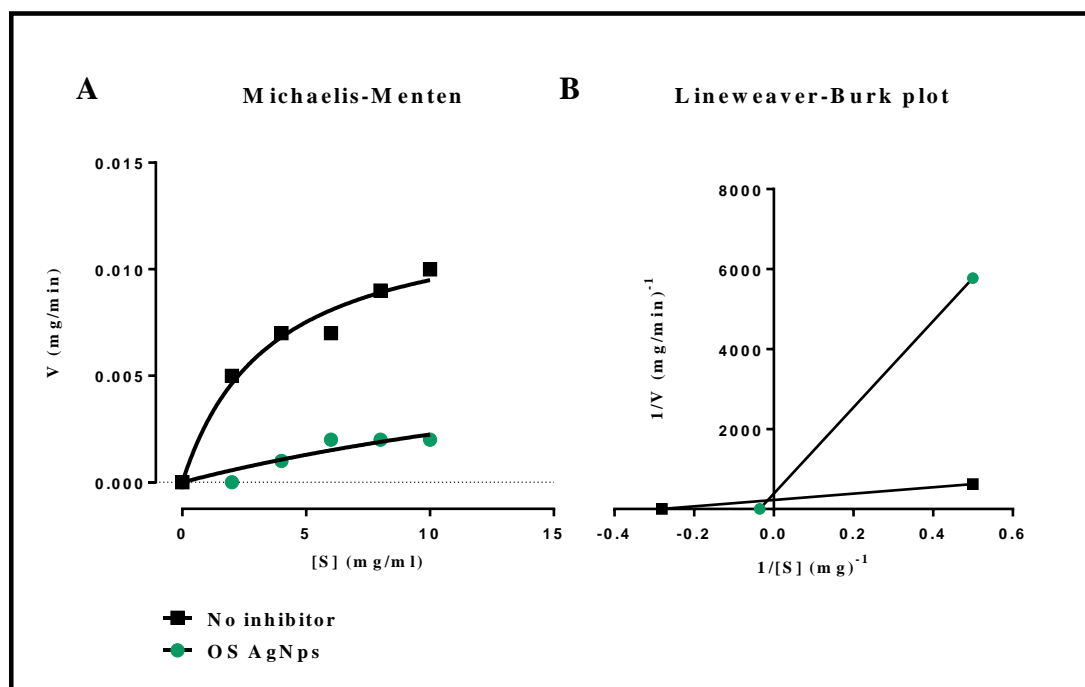 A
Michaelis-Menten
0.015
0.010
0.005
0.000
V (mg/min)
0
5
10
15
[S] (mg/ml)
No inhibitor
OS AgNps
B
Lineweaver-Burk plot
8000
6000
4000
2000
1/V (mg/min)-1
-0.4
-0.2
0.0
0.2
0.4
0.6
1/[S] (mg)-1